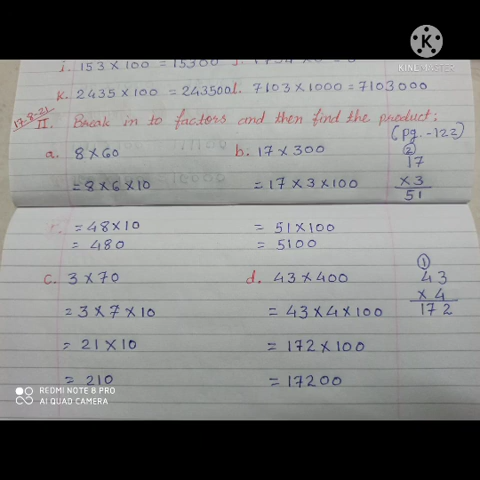 i. 153 × 100 = 15300
K. 2435 × 100 = 243500 l. 7103 × 1000 = 7103000
17-8-21
II. Break in to factors and then find the product:
(Pg. -122)
a. 8 × 60 b. 17 × 300
= 8 × 6 × 10 = 17 × 3 × 100
② 
17
× 3
51
= 48 × 10 = 51 × 100
= 480 = 5100
c. 3 × 70 d. 43 × 400
= 3 × 7 × 10 = 43 × 4 × 100
①
43
× 4
172
= 21 × 10 = 172 × 100
= 210 = 17200
K
KINEMASTER
REDMI NOTE 8 PRO
AI QUAD CAMERA